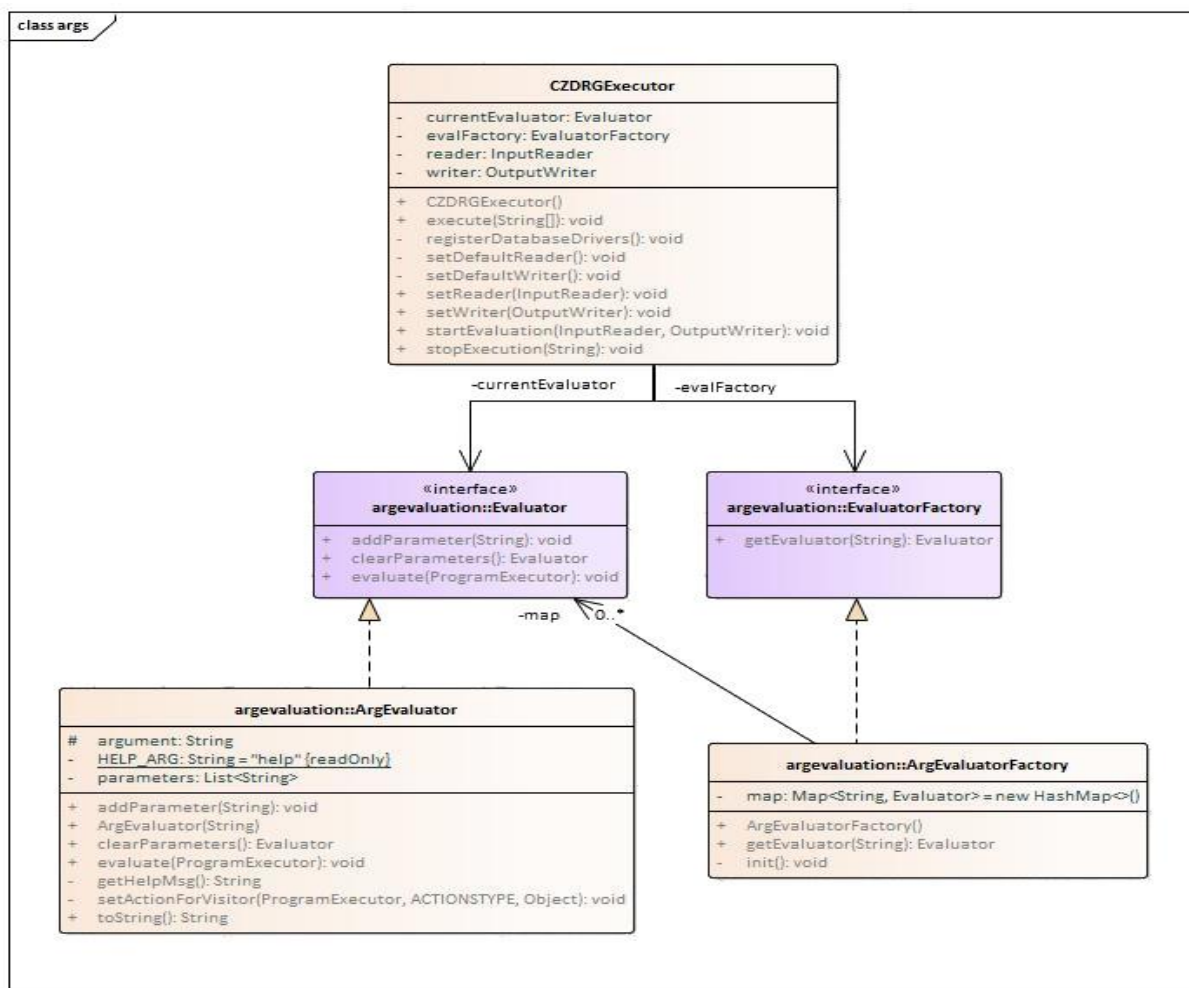 class args
CZDRGExecutor
- currentEvaluator: Evaluator
- evalFactory: EvaluatorFactory
- reader: InputReader
- writer: OutputWriter
+ CZDRGExecutor()
+ execute(String[]): void
- registerDatabaseDrivers(): void
- setDefaultReader(): void
- setDefaultWriter(): void
+ setReader(InputReader): void
+ setWriter(OutputWriter): void
+ startEvaluation(InputReader, OutputWriter): void
+ stopExecution(String): void
-currentEvaluator
-evalFactory
«interface»
argevaluation::Evaluator
+ addParameter(String): void
+ clearParameters(): Evaluator
+ evaluate(ProgramExecutor): void
«interface»
argevaluation::EvaluatorFactory
+ getEvaluator(String): Evaluator
-map
0..*
argevaluation::ArgEvaluator
# argument: String
- HELP_ARG: String = "help" {readOnly}
- parameters: List<String>
+ addParameter(String): void
+ ArgEvaluator(String)
+ clearParameters(): Evaluator
+ evaluate(ProgramExecutor): void
- getHelpMsg(): String
- setActionForVisitor(ProgramExecutor, ACTIONSTYPE, Object): void
+ toString(): String
argevaluation::ArgEvaluatorFactory
- map: Map<String, Evaluator> = new HashMap<>()
+ ArgEvaluatorFactory()
+ getEvaluator(String): Evaluator
- init(): void